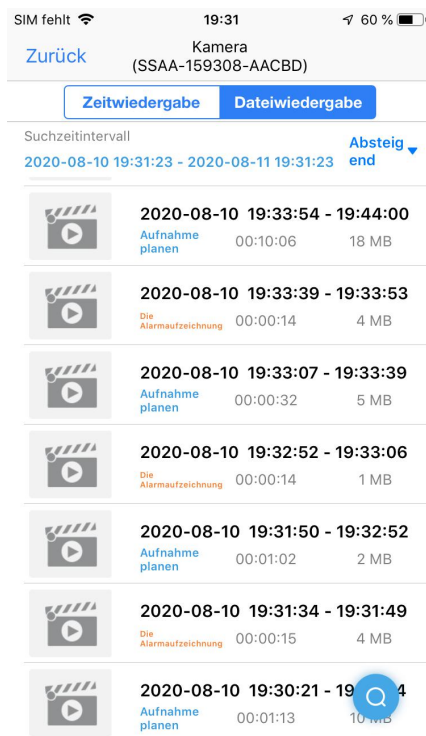 SIM fehlt 19:31 60 %
Zurück
Kamera
(SSAA-159308-AACBD)
Zeitwiedergabe Dateiwiedergabe
Suchzeitintervall
2020-08-10 19:31:23 - 2020-08-11 19:31:23
Absteig
end
2020-08-10 19:33:54 - 19:44:00
Aufnahme
planen
00:10:06 18 MB
2020-08-10 19:33:39 - 19:33:53
Die
Alarmaufzeichnung
00:00:14 4 MB
2020-08-10 19:33:07 - 19:33:39
Aufnahme
planen
00:00:32 5 MB
2020-08-10 19:32:52 - 19:33:06
Die
Alarmaufzeichnung
00:00:14 1 MB
2020-08-10 19:31:50 - 19:32:52
Aufnahme
planen
00:01:02 2 MB
2020-08-10 19:31:34 - 19:31:49
Die
Alarmaufzeichnung
00:00:15 4 MB
2020-08-10 19:30:21 -
Aufnahme
planen
00:01:13 10 MB